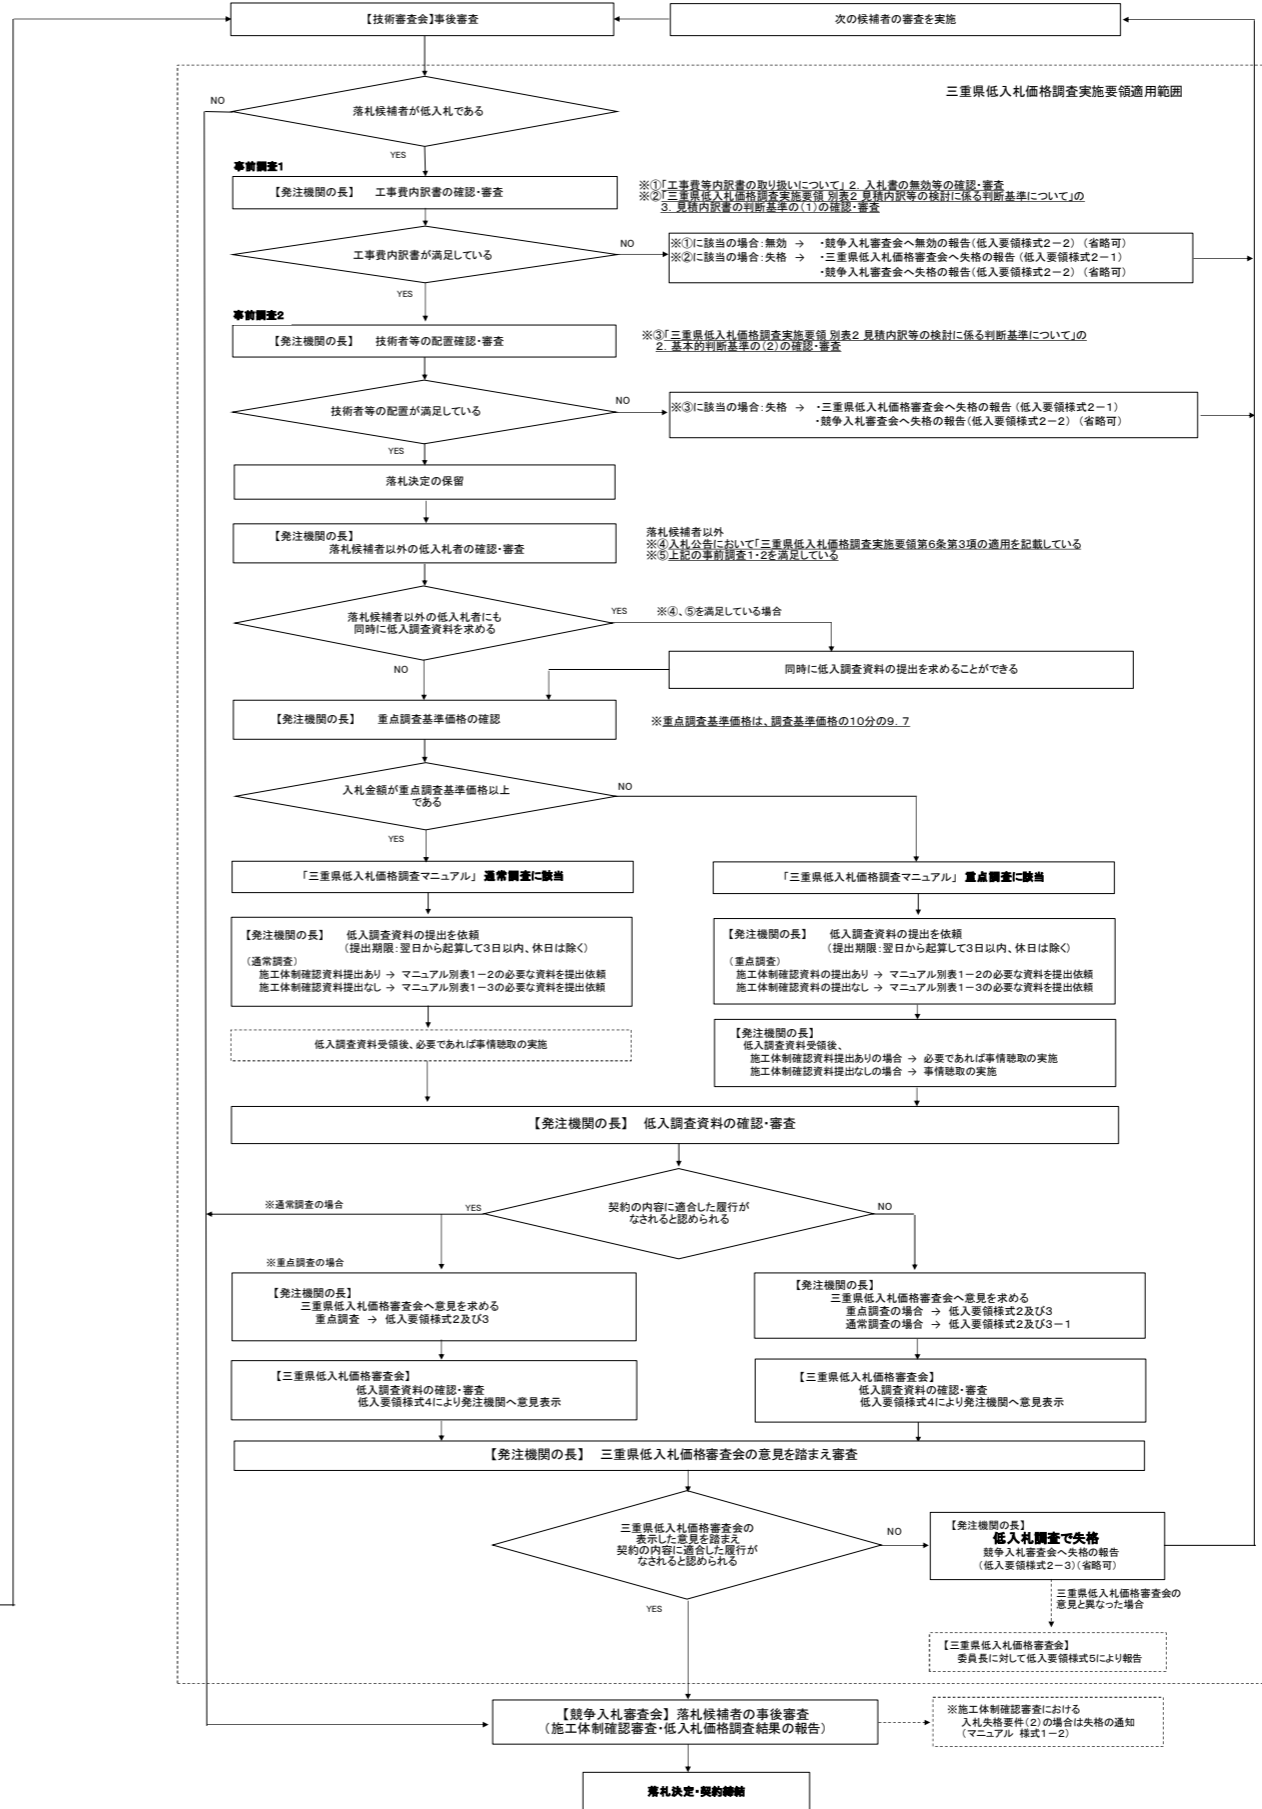 【技術審査会】事後審査
次の候補者の審査を実施
三重県低入札価格調査実施要領適用範囲
NO
落札候補者が低入札である
YES
事前調査1
【発注機関の長】　工事費内訳書の確認・審査
※①「工事費等内訳書の取り扱いについて」 2. 入札書の無効等の確認・審査
※②「三重県低入札価格調査実施要領 別表2 見積内訳等の検討に係る判断基準について」の
3. 見積内訳書の判断基準の(1)の確認・審査
工事費内訳書が満足している
NO
※①に該当の場合:無効 → ・競争入札審査会へ無効の報告(低入要領様式2-2) (省略可)
※②に該当の場合:失格 → ・三重県低入札価格審査会へ失格の報告(低入要領様式2-1)
・競争入札審査会へ失格の報告(低入要領様式2-2) (省略可)
YES
事前調査2
【発注機関の長】　技術者等の配置確認・審査
※③「三重県低入札価格調査実施要領 別表2 見積内訳等の検討に係る判断基準について」の
2. 基本的判断基準の(2)の確認・審査
技術者等の配置が満足している
NO
※③に該当の場合:失格 → ・三重県低入札価格審査会へ失格の報告(低入要領様式2-1)
・競争入札審査会へ失格の報告(低入要領様式2-2) (省略可)
YES
落札決定の保留
【発注機関の長】
落札候補者以外の低入札者の確認・審査
落札候補者以外
※④入札公告において「三重県低入札価格調査実施要領第6条第3項の適用を記載している
※⑤上記の事前調査1・2を満足している
落札候補者以外の低入札者にも
同時に低入調査資料を求める
YES
※④、⑤を満足している場合
NO
同時に低入調査資料の提出を求めることができる
【発注機関の長】　重点調査基準価格の確認
※重点調査基準価格は、調査基準価格の10分の9.7
入札金額が重点調査基準価格以上
である
NO
YES
「三重県低入札価格調査マニュアル」 通常調査に該当
「三重県低入札価格調査マニュアル」 重点調査に該当
【発注機関の長】　低入調査資料の提出を依頼
(提出期限:翌日から起算して3日以内、休日は除く)
(通常調査)
施工体制確認資料提出あり → マニュアル別表1-2の必要な資料を提出依頼
施工体制確認資料提出なし → マニュアル別表1-3の必要な資料を提出依頼
【発注機関の長】　低入調査資料の提出を依頼
(提出期限:翌日から起算して3日以内、休日は除く)
(重点調査)
施工体制確認資料の提出あり → マニュアル別表1-2の必要な資料を提出依頼
施工体制確認資料の提出なし → マニュアル別表1-3の必要な資料を提出依頼
低入調査資料受領後、必要であれば事情聴取の実施
【発注機関の長】
低入調査資料受領後、
施工体制確認資料提出ありの場合 → 必要であれば事情聴取の実施
施工体制確認資料提出なしの場合 → 事情聴取の実施
【発注機関の長】　低入調査資料の確認・審査
契約の内容に適合した履行が
なされると認められる
※通常調査の場合
YES
NO
※重点調査の場合
【発注機関の長】
三重県低入札価格審査会へ意見を求める
重点調査 → 低入要領様式2及び3
【発注機関の長】
三重県低入札価格審査会へ意見を求める
重点調査の場合 → 低入要領様式2及び3
通常調査の場合 → 低入要領様式2及び3-1
【三重県低入札価格審査会】
低入調査資料の確認・審査
低入要領様式4により発注機関へ意見表示
【三重県低入札価格審査会】
低入調査資料の確認・審査
低入要領様式4により発注機関へ意見表示
【発注機関の長】　三重県低入札価格審査会の意見を踏まえ審査
三重県低入札価格審査会の
表示した意見を踏まえ
契約の内容に適合した履行が
なされると認められる
NO
【発注機関の長】
低入札調査で失格
競争入札審査会へ失格の報告
(低入要領様式2-3)(省略可)
YES
三重県低入札価格審査会の
意見と異なった場合
【三重県低入札価格審査会】
委員長に対して低入要領様式5により報告
【競争入札審査会】 落札候補者の事後審査
(施工体制確認審査・低入札価格調査結果の報告)
※施工体制確認審査における
入札失格要件(2)の場合は失格の通知
(マニュアル 様式1-2)
落札決定・契約締結